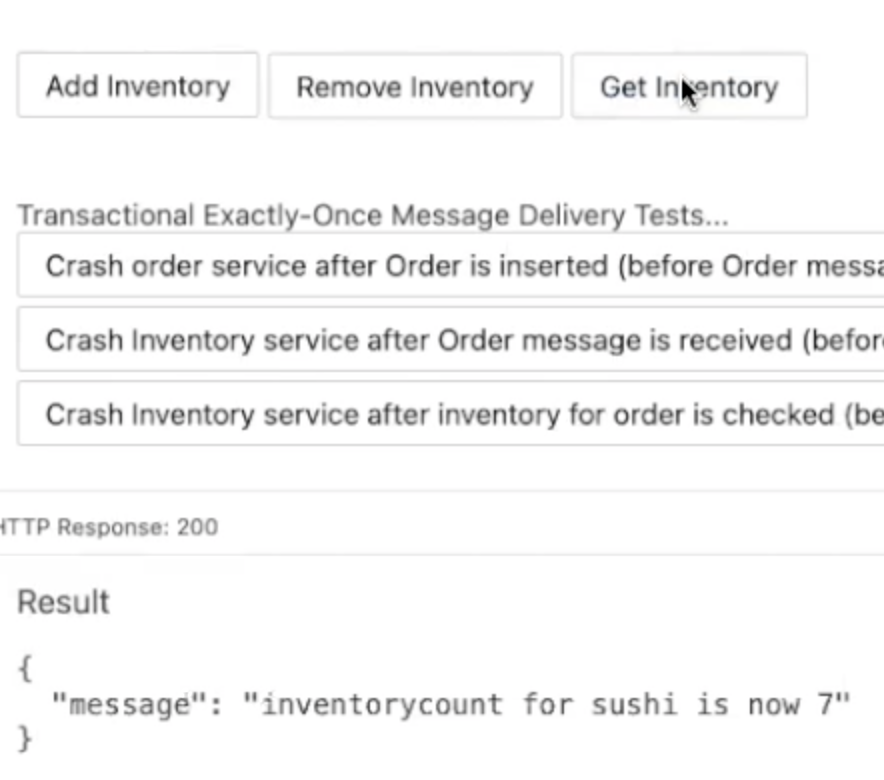 Add Inventory Remove Inventory Get Inventory
Transactional Exactly-Once Message Delivery Tests...
Crash order service after Order is inserted (before Order messa
Crash Inventory service after Order message is received (befor
Crash Inventory service after inventory for order is checked (be
HTTP Response: 200
Result
{
"message": "inventorycount for sushi is now 7"
}